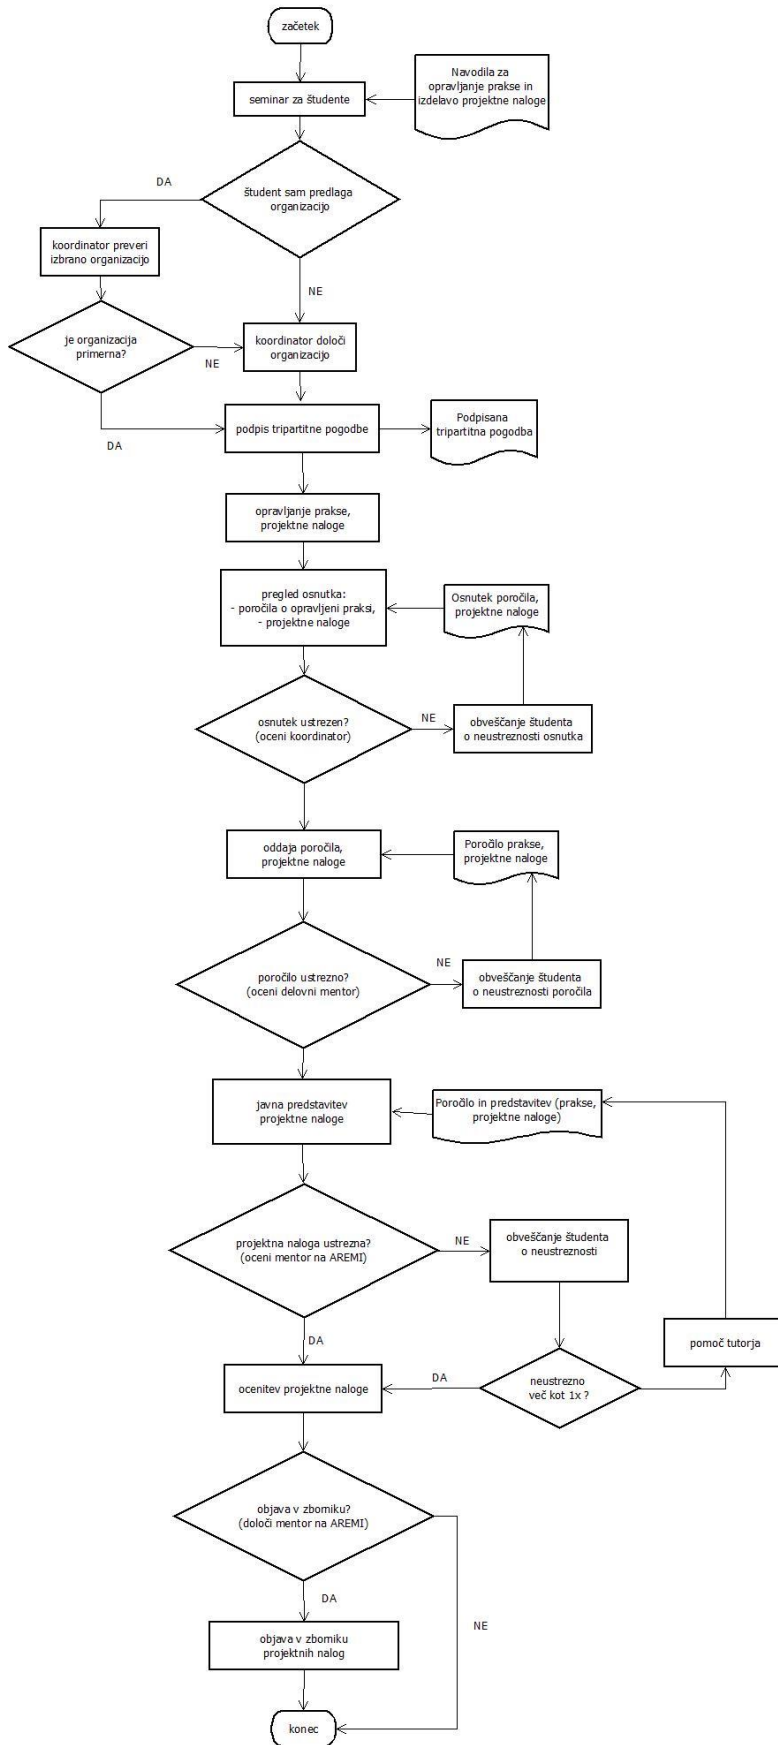 začetek
seminar za študente
Navodila za
opravljanje prakse in
izdelavo projektne naloge
DA
študent sam predlaga
organizacijo
koordinator preveri
izbrano organizacijo
NE
je organizacija
primerna?
NE
koordinator določi
organizacijo
DA
podpis tripartitne pogodbe
Podpisana
tripartitna pogodba
opravljanje prakse,
projektne naloge
pregled osnutka:
- poročila o opravljeni praksi,
- projektne naloge
Osnutek poročila,
projektne naloge
osnutek ustrezen?
(oceni koordinator)
NE
obveščanje študenta
o neustreznosti osnutka
oddaja poročila,
projektne naloge
Poročilo prakse,
projektne naloge
poročilo ustrezno?
(oceni delovni mentor)
NE
obveščanje študenta
o neustreznosti poročila
javna predstavitev
projektne naloge
Poročilo in predstavitev (prakse,
projektne naloge)
projektna naloga ustrezna?
(oceni mentor na AREMI)
NE
obveščanje študenta
o neustreznosti
DA
pomoč tutorja
ocenitev projektne naloge
DA
neustrezno
več kot 1x ?
objava v zborniku?
(določi mentor na AREMI)
DA
NE
objava v zborniku
projektnih nalog
konec